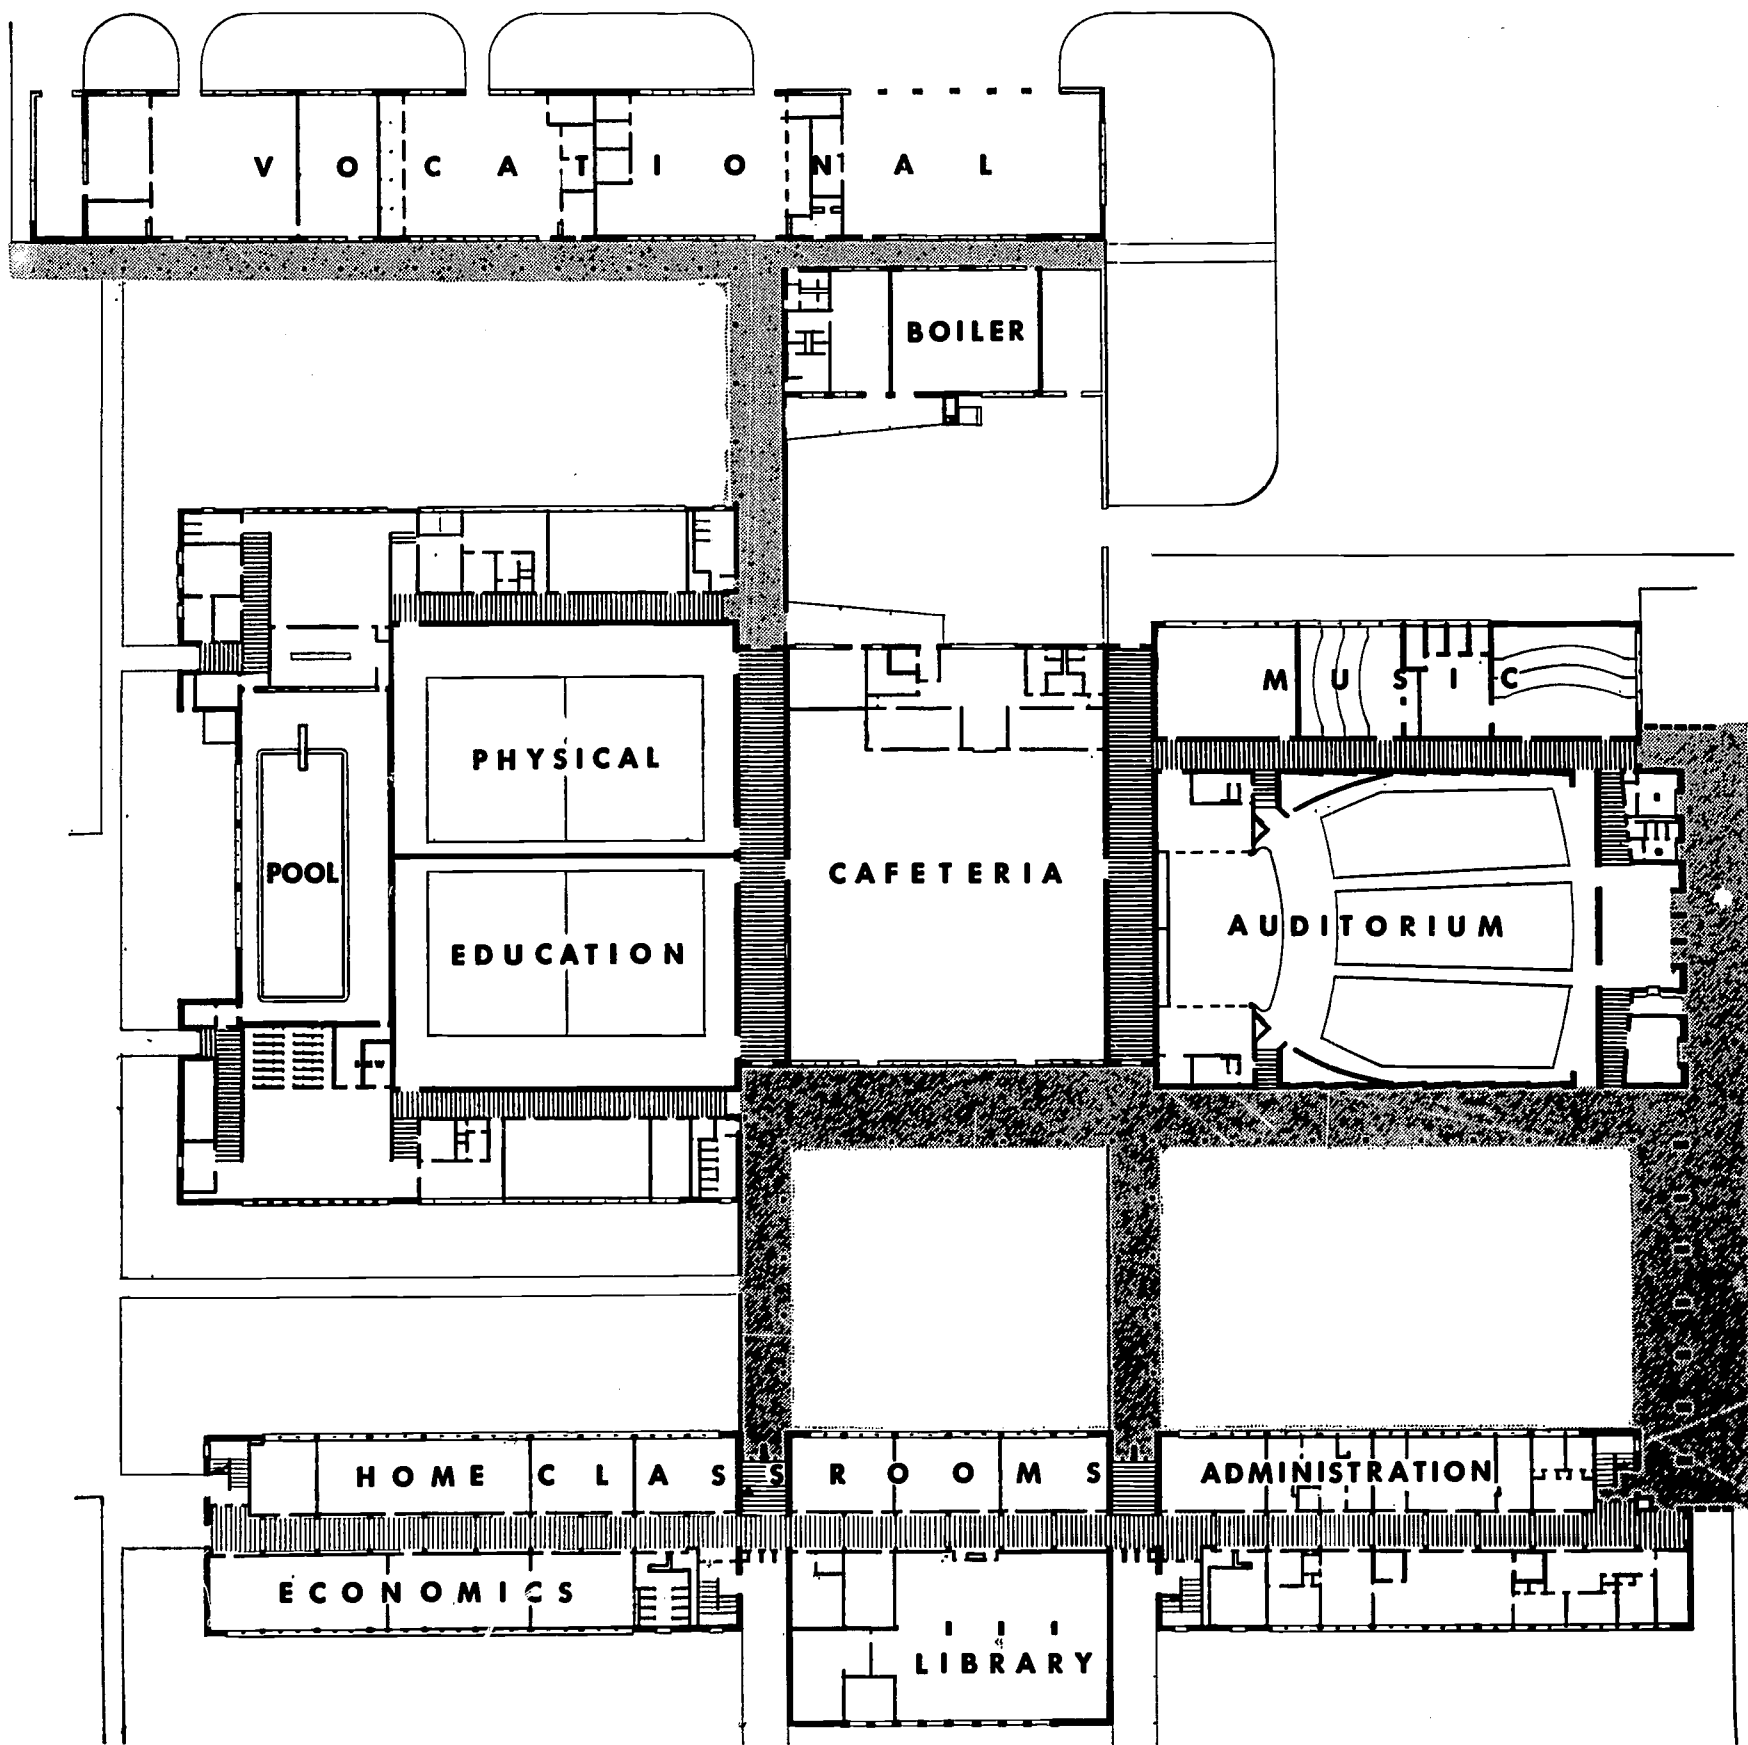 VOCATIONAL
BOILER
MUSIC
PHYSICAL
POOL
CAFETERIA
AUDITORIUM
EDUCATION
HOME CLASSROOMS
ADMINISTRATION
ECONOMICS
LIBRARY